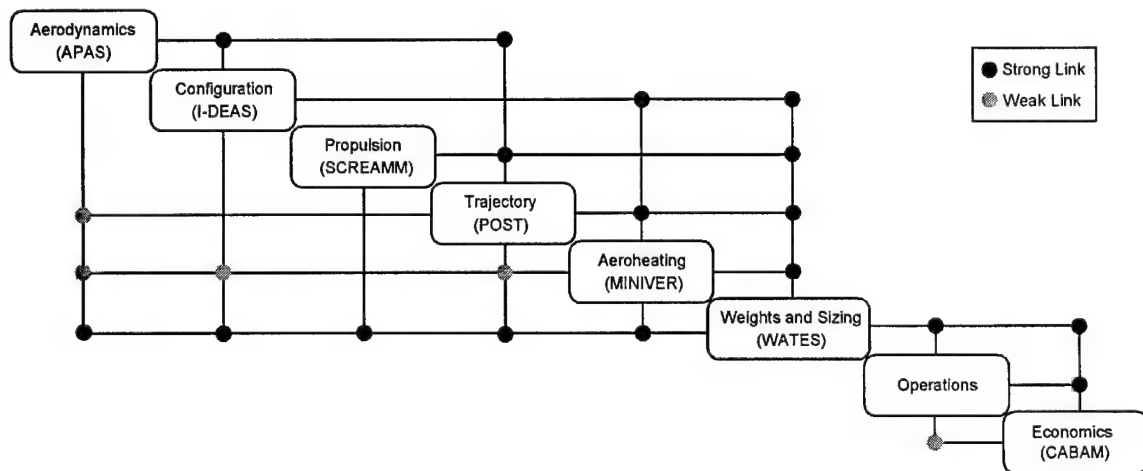 Aerodynamics
(APAS)
Configuration
(I-DEAS)
Strong Link
Weak Link
Propulsion
(SCREAMM)
Trajectory
(POST)
Aeroheating
(MINIVER)
Weights and Sizing
(WATES)
Operations
Economics
(CABAM)